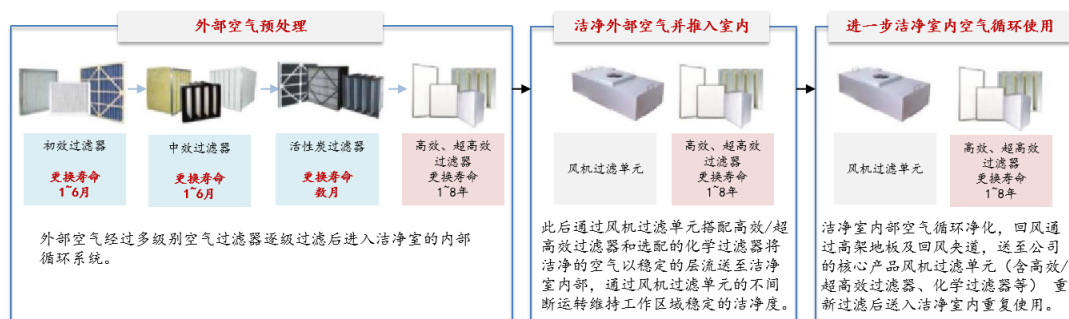 外部空气预处理
初效过滤器
更换寿命
1~6月
中效过滤器
更换寿命
1~6月
活性炭过滤器
更换寿命
数月
高效、超高效
过滤器
更换寿命
1~8年
外部空气经过多级别空气过滤器逐级过滤后进入洁净室的内部
循环系统。
洁净外部空气并推入室内
风机过滤单元
高效、超高效
过滤器
更换寿命
1~8年
此后通过风机过滤单元搭配高效/超
高效过滤器和选配的化学过滤器将
洁净的空气以稳定的层流送至洁净
室内部，通过风机过滤单元的不间
断运转维持工作区域稳定的洁净度。
进一步洁净室内空气循环使用
风机过滤单元
高效、超高效
过滤器
更换寿命
1~8年
洁净室内部空气循环净化，回风通
过高架地板及回风夹道，送至公司
的核心产品风机过滤单元（含高效/
超高效过滤器、化学过滤器等） 重
新过滤后送入洁净室内重复使用。